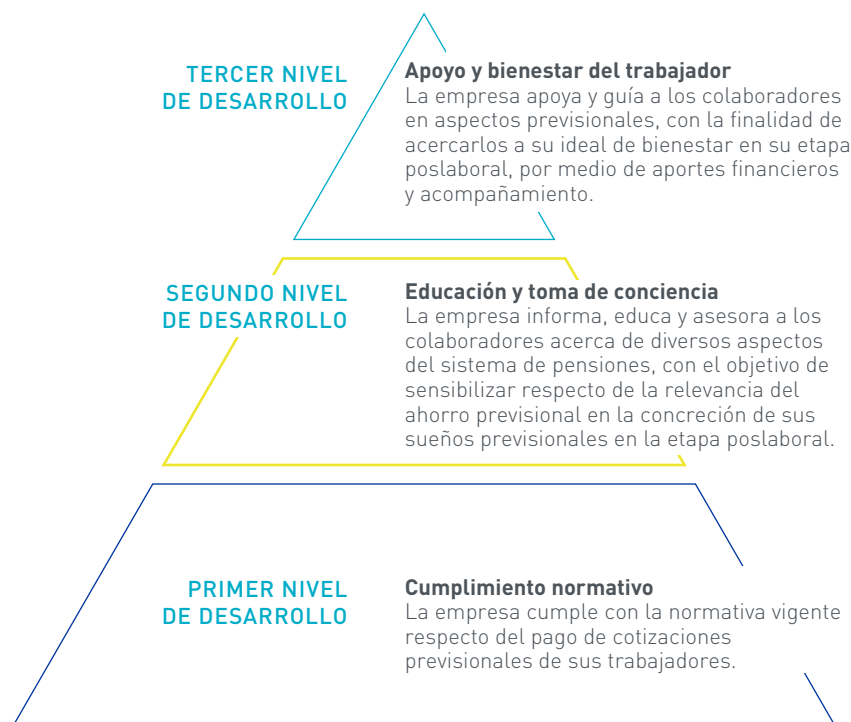 TERCER NIVEL
DE DESARROLLO
Apoyo y bienestar del trabajador
La empresa apoya y guía a los colaboradores
en aspectos previsionales, con la finalidad de
acercarlos a su ideal de bienestar en su etapa
poslaboral, por medio de aportes financieros
y acompañamiento.
SEGUNDO NIVEL
DE DESARROLLO
Educación y toma de conciencia
La empresa informa, educa y asesora a los
colaboradores acerca de diversos aspectos
del sistema de pensiones, con el objetivo de
sensibilizar respecto de la relevancia del
ahorro previsional en la concreción de sus
sueños previsionales en la etapa poslaboral.
PRIMER NIVEL
DE DESARROLLO
Cumplimiento normativo
La empresa cumple con la normativa vigente
respecto del pago de cotizaciones
previsionales de sus trabajadores.